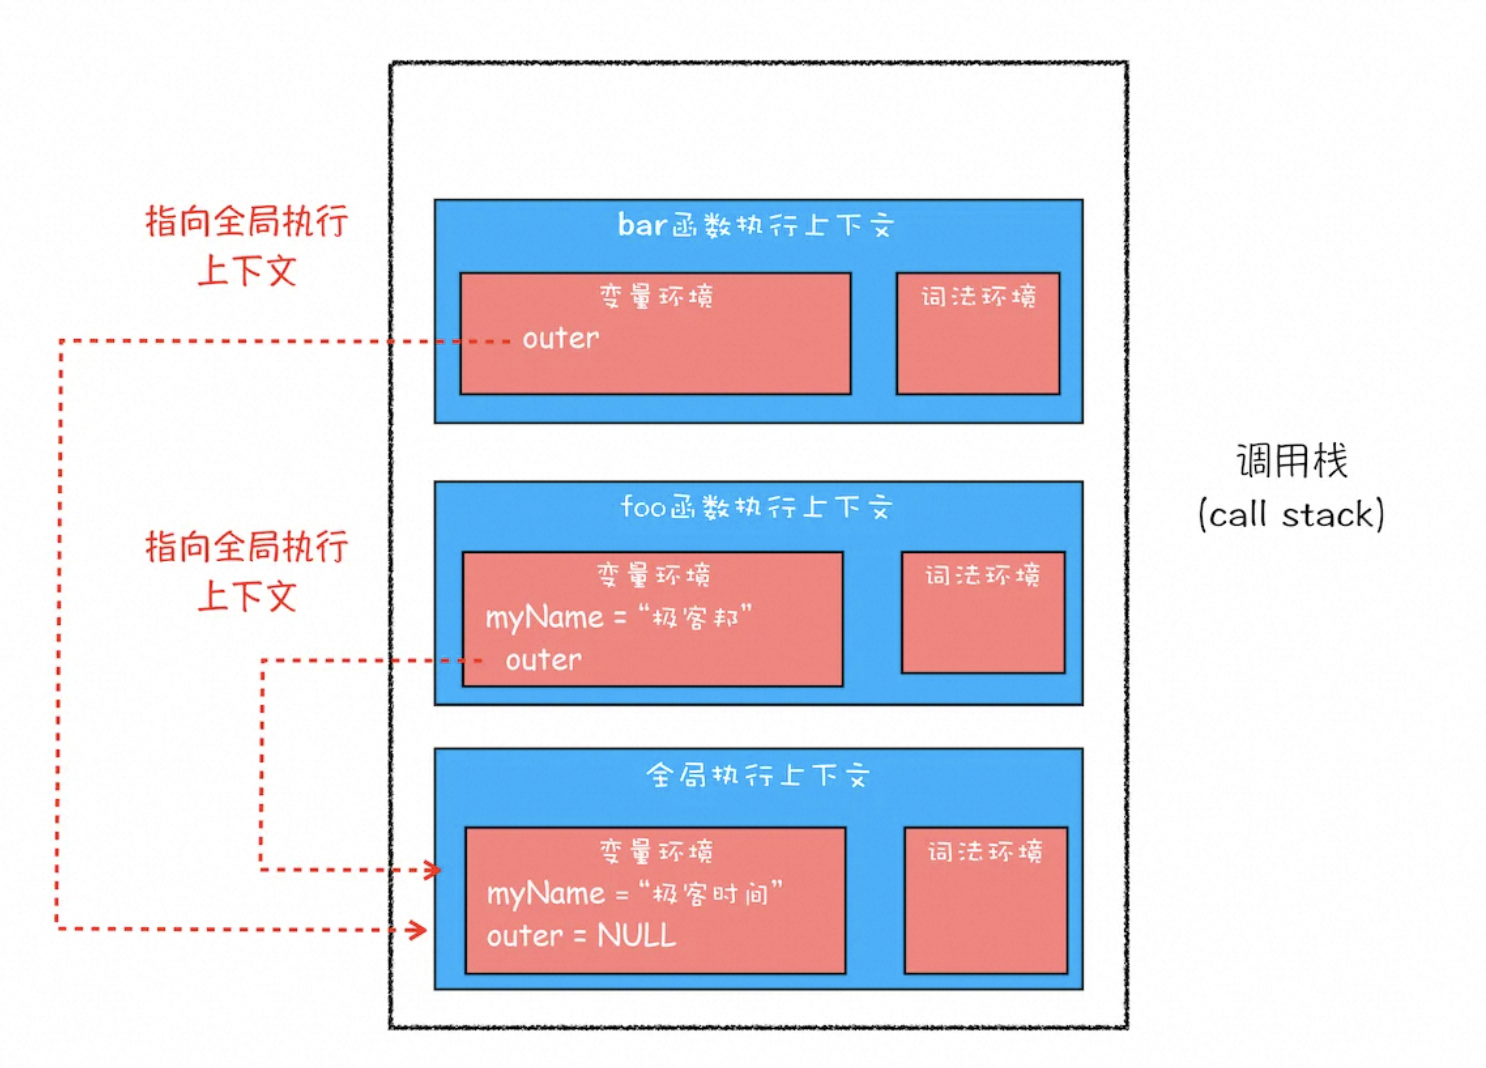 指向全局执行
上下文
bar函数执行上下文
变量环境
outer
词法环境
指向全局执行
上下文
foo函数执行上下文
变量环境
myName = “极客邦”
outer
词法环境
全局执行上下文
变量环境
myName = “极客时间”
outer = NULL
词法环境
调用栈
(call stack)